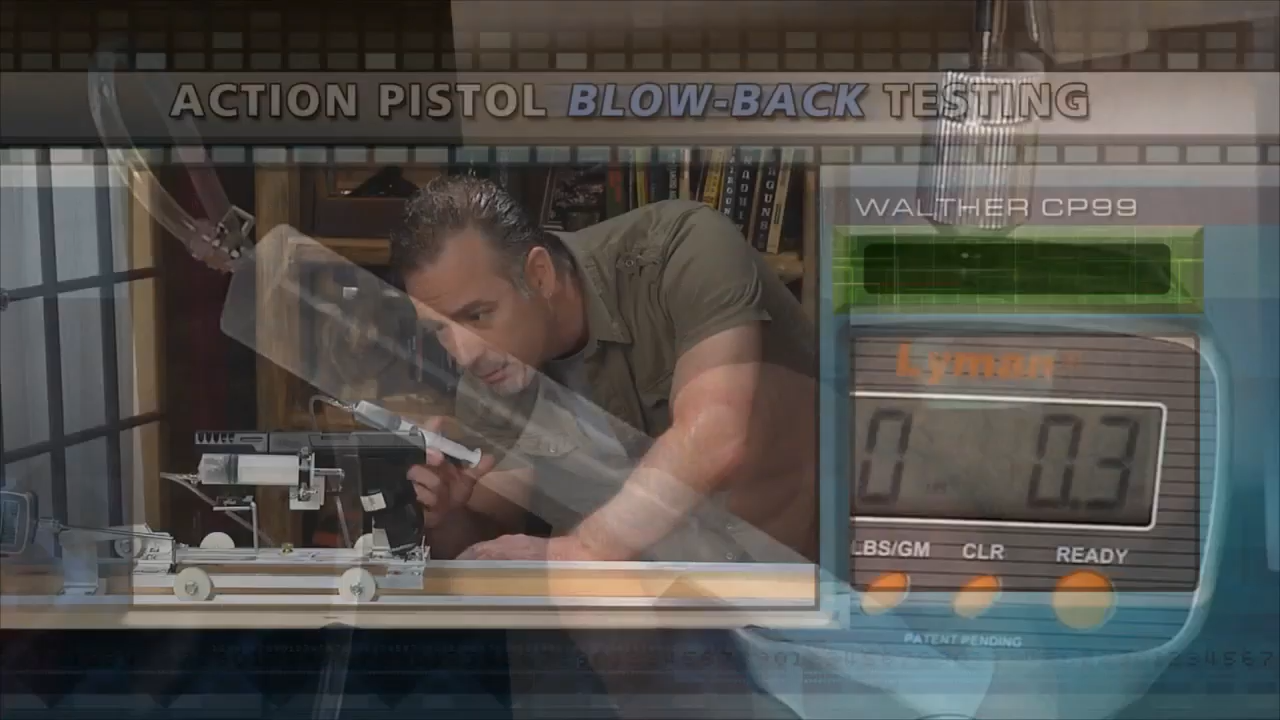 ACTION PISTOL BLOW-BACK TESTING
WALTHER CP99
Lyman
0 0.3
LBS/GM CLR READY
PATENT PENDING